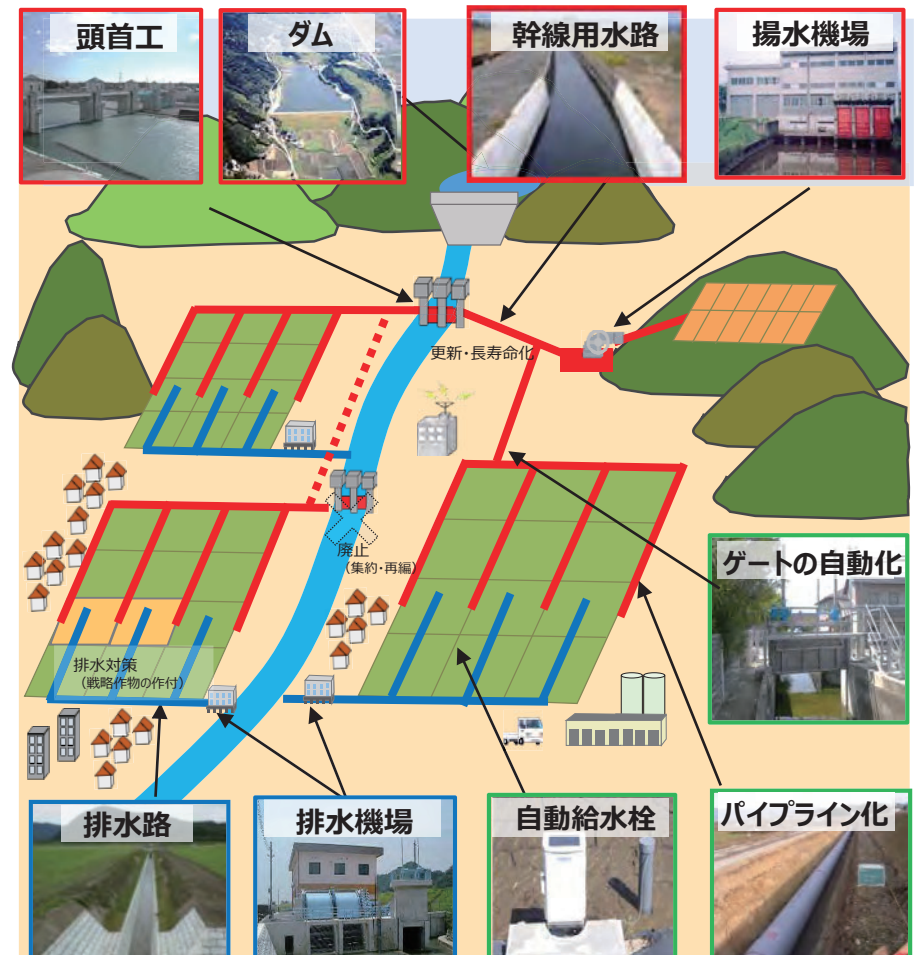 頭首工
ダム
幹線用水路
揚水機場
更新・長寿命化
廃止
（集約・再編）
ゲートの自動化
排水対策
（戦略作物の作付）
排水路
排水機場
自動給水栓
パイプライン化